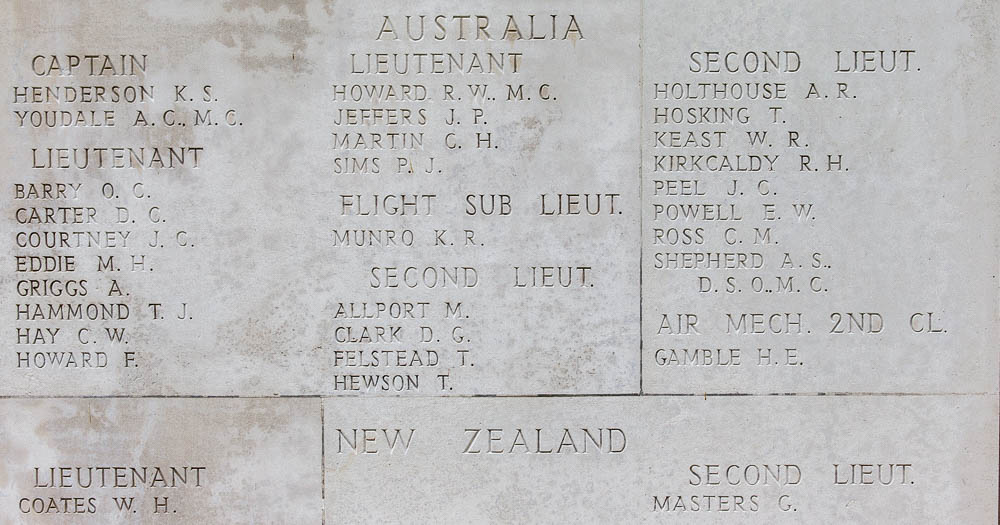 AUSTRALIA
CAPTAIN
HENDERSON K. S.
YOUDALE A. C., M. C.
LIEUTENANT
BARRY O. C.
CARTER D. C.
COURTNEY J. C.
EDDIE M. H.
GRIGGS A.
HAMMOND T. J.
HAY C. W.
HOWARD F.
LIEUTENANT
HOWARD R. W., M. C.
JEFFERS J. P.
MARTIN C. H.
SIMS P. J.
FLIGHT SUB LIEUT.
MUNRO K. R.
SECOND LIEUT.
ALLPORT M.
CLARK D. G.
FELSTEAD T.
HEWSON T.
SECOND LIEUT.
HOLTHOUSE A. R.
HOSKING T.
KEAST W. R.
KIRKCALDY R. H.
PEEL J. C.
POWELL E. W.
ROSS C. M.
SHEPHERD A. S.,
D. S. O., M. C.
AIR MECH. 2ND CL.
GAMBLE H. E.
NEW ZEALAND
LIEUTENANT
COATES W. H.
SECOND LIEUT.
MASTERS G.